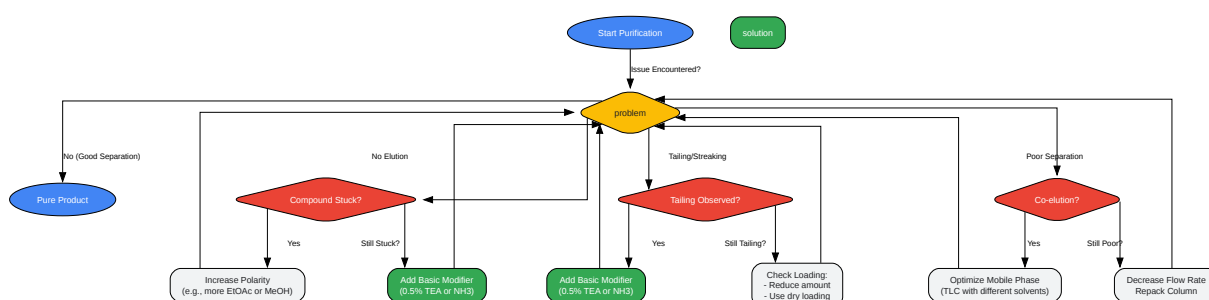 Start Purification
solution
Issue Encountered?
problem
No (Good Separation)
No Elution
Tailing/Streaking
Poor Separation
Pure Product
Compound Stuck?
Tailing Observed?
Co-elution?
Yes
Still Stuck?
Yes
Still Tailing?
Yes
Still Poor?
Increase Polarity
(e.g., more EtOAc or MeOH)
Add Basic Modifier
(0.5% TEA or NH3)
Add Basic Modifier
(0.5% TEA or NH3)
Check Loading:
- Reduce amount
- Use dry loading
Optimize Mobile Phase
(TLC with different solvents)
Decrease Flow Rate
Repack Column